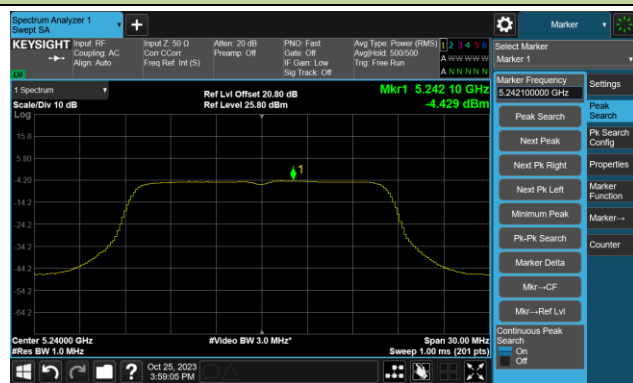 Spectrum Analyzer 1
Swept SA
Marker
KEYSIGHT
Input: RF
Coupling: AC
Align: Auto
Input Z: 50 Ω
Corr CCorr
Freq Ref: Int (S)
Atten: 20 dB
Preamp: Off
PNO: Fast
Gate: Off
IF Gain: Low
Sig Track: Off
Avg Type: Power (RMS)
Avg|Hold: 500/500
Trig: Free Run
1 2 3 4 5 6
A W W W W W
A N N N N N
LXI
1 Spectrum
Scale/Div 10 dB
Log
Ref Lvl Offset 20.80 dB
Ref Level 25.80 dBm
Mkr1 5.242 10 GHz
-4.429 dBm
15.8
5.80
-4.20
-14.2
-24.2
-34.2
-44.2
-54.2
-64.2
1
Center 5.24000 GHz
#Res BW 1.0 MHz
#Video BW 3.0 MHz*
Span 30.00 MHz
Sweep 1.00 ms (201 pts)
Oct 25, 2023
3:59:05 PM
Select Marker
Marker 1
Marker Frequency
5.242100000 GHz
Peak Search
Next Peak
Next Pk Right
Next Pk Left
Minimum Peak
Pk-Pk Search
Marker Delta
Mkr→CF
Mkr→Ref Lvl
Continuous Peak
Search
On
Off
Settings
Peak
Search
Pk Search
Config
Properties
Marker
Function
Marker→
Counter